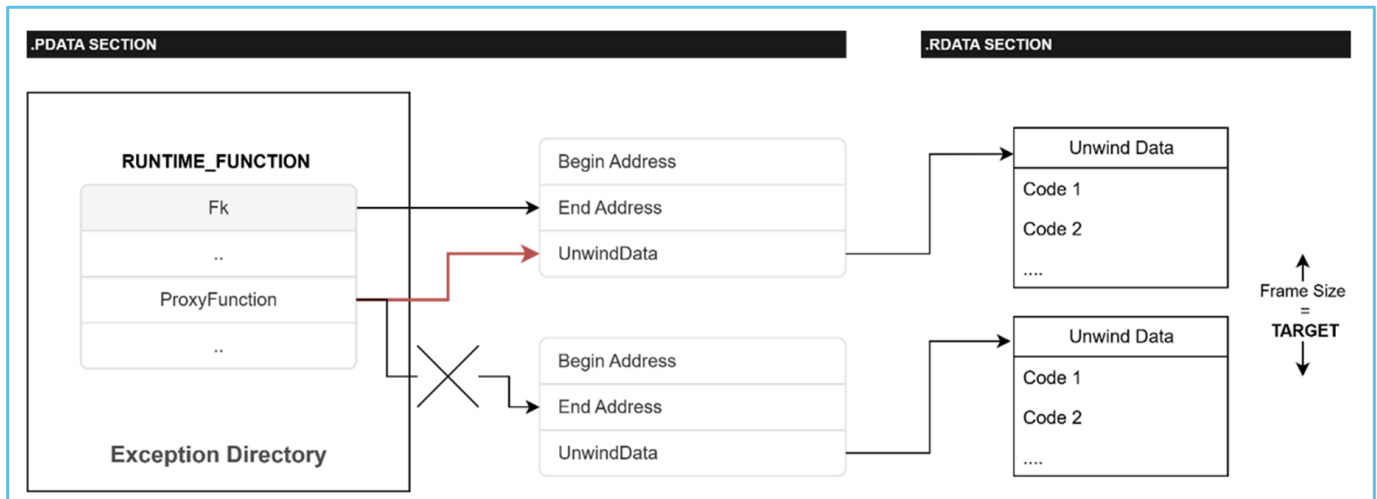 .PDATA SECTION
.RDATA SECTION
RUNTIME_FUNCTION
Fk
..
ProxyFunction
..
Exception Directory
Begin Address
End Address
UnwindData
Begin Address
End Address
UnwindData
Unwind Data
Code 1
Code 2
....
Unwind Data
Code 1
Code 2
....
Frame Size
=
TARGET